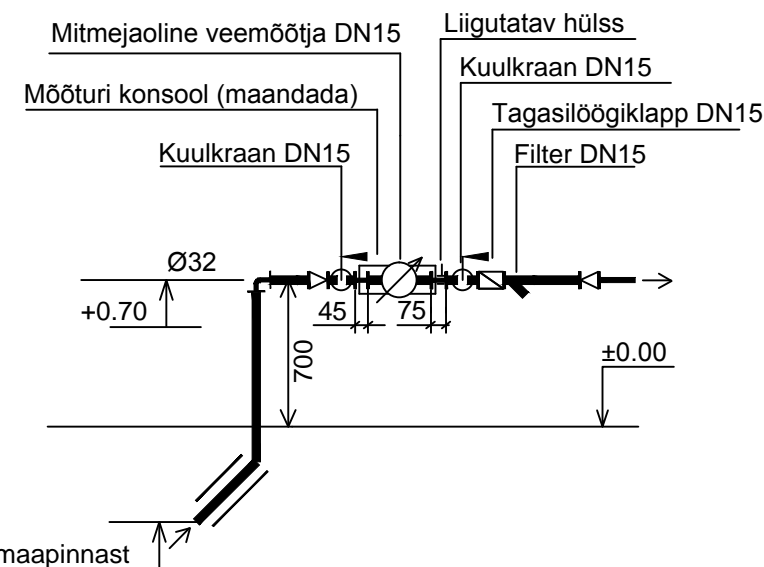 Mitmejaoline veemõõtja DN15
Liigutatav hülss
Kuulkraan DN15
Mõõturi konsool (maandada)
Tagasilöögiklapp DN15
Kuulkraan DN15
Filter DN15
Ø32
+0.70
45
75
700
±0.00
maapinnast